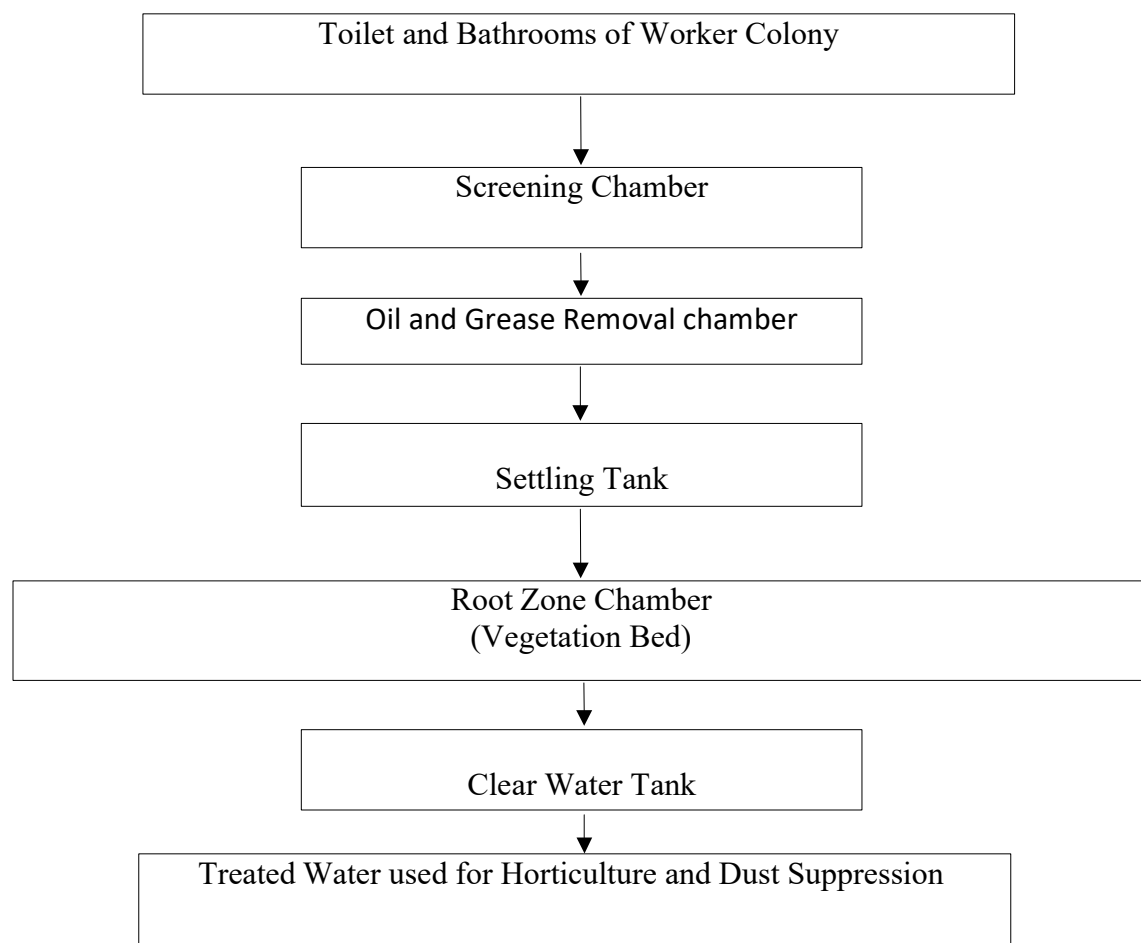 Toilet and Bathrooms of Worker Colony
Screening Chamber
Oil and Grease Removal chamber
Settling Tank
Root Zone Chamber
(Vegetation Bed)
Clear Water Tank
Treated Water used for Horticulture and Dust Suppression